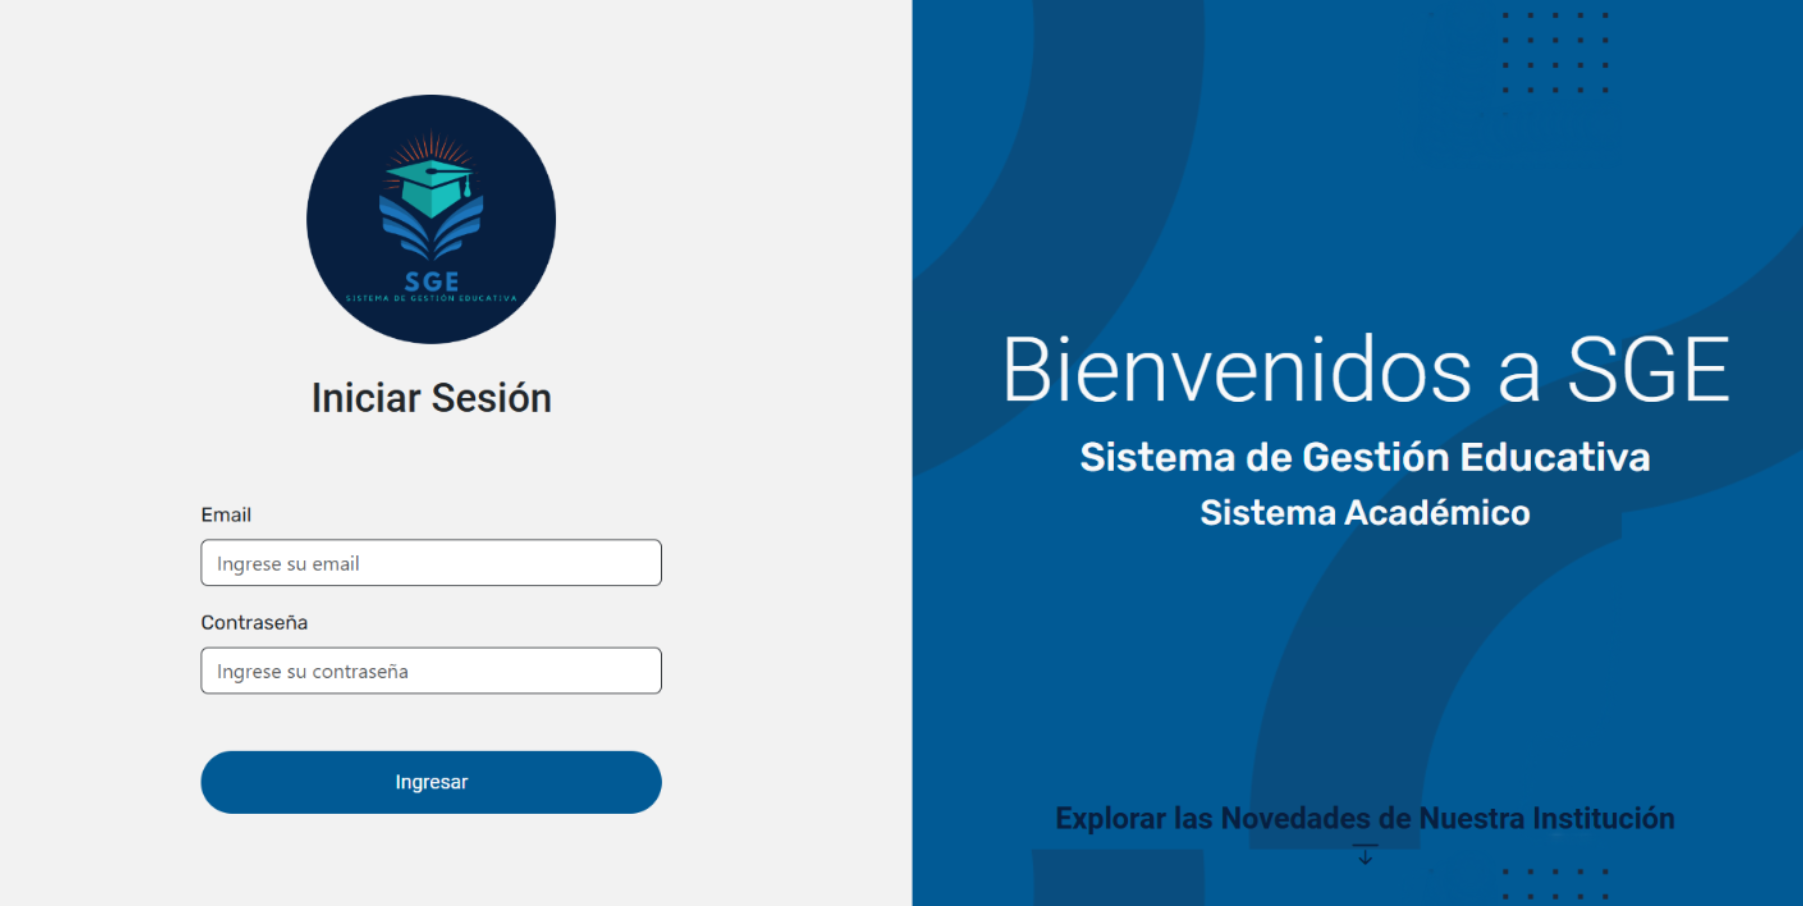 SGE
SISTEMA DE GESTIÓN EDUCATIVA
Iniciar Sesión
Email
Ingrese su email
Contraseña
Ingrese su contraseña
Ingresar
Bienvenidos a SGE
Sistema de Gestión Educativa
Sistema Académico
Explorar las Novedades de Nuestra Institución